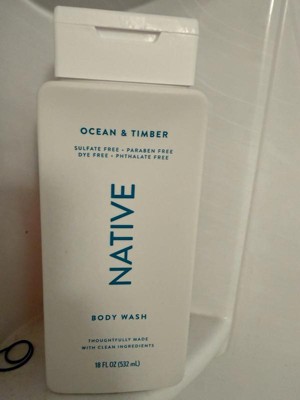 OCEAN & TIMBER
SULFATE FREE • PARABEN FREE
DYE FREE • PHTHALATE FREE
NATIVE
BODY WASH
THOUGHTFULLY MADE
WITH CLEAN INGREDIENTS
18 FL OZ (532 mL)